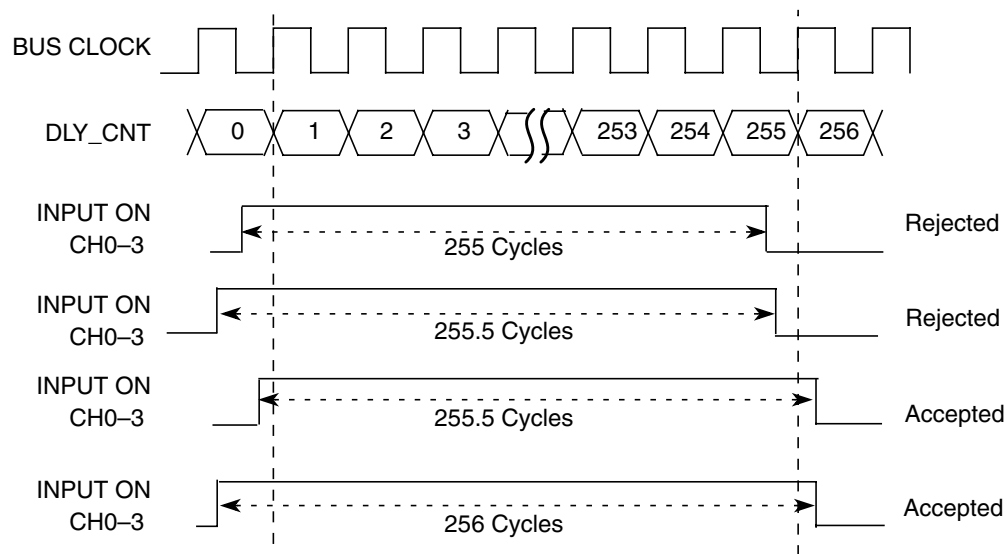 BUS CLOCK
DLY_CNT
0 1 2 3 253 254 255 256
INPUT ON
CH0–3
255 Cycles
Rejected
INPUT ON
CH0–3
255.5 Cycles
Rejected
INPUT ON
CH0–3
255.5 Cycles
Accepted
INPUT ON
CH0–3
256 Cycles
Accepted